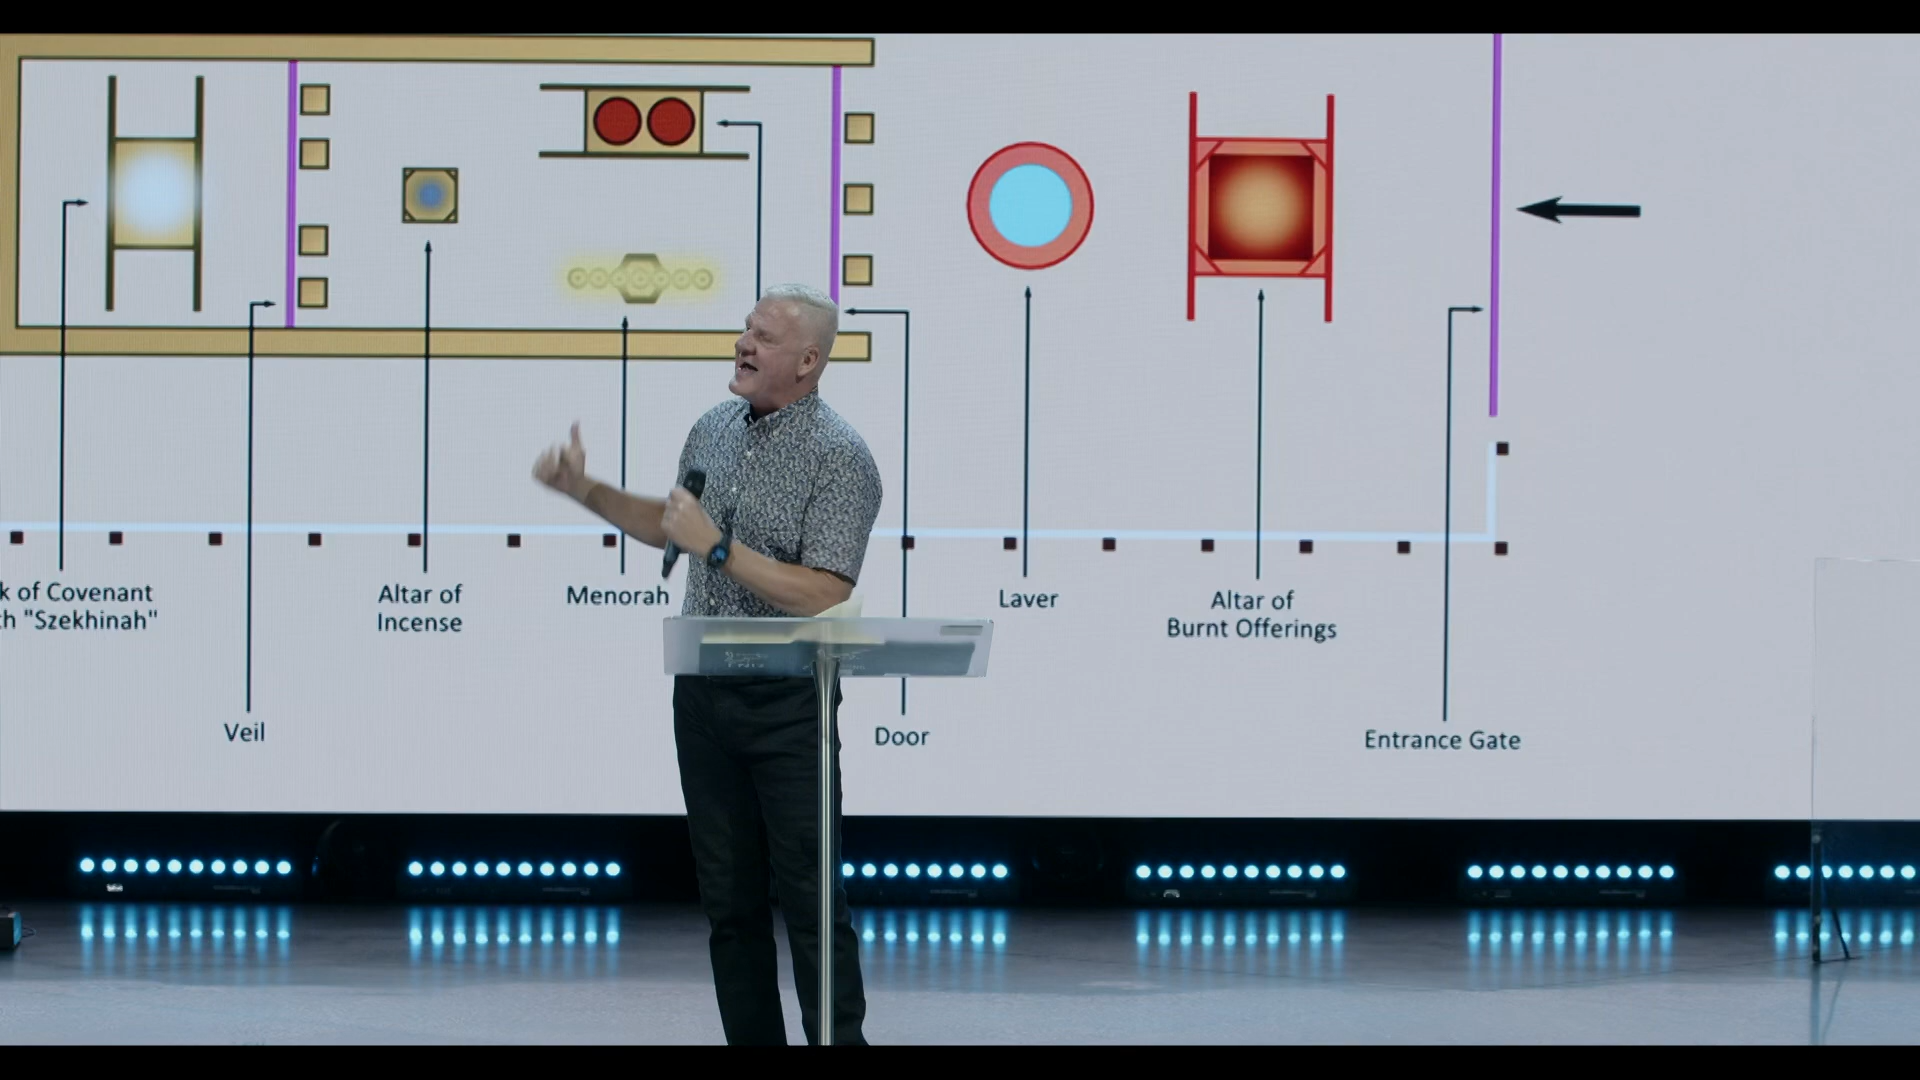 k of Covenant
th "Szekhinah"
Altar of
Incense
Menorah
Laver
Altar of
Burnt Offerings
Veil
Door
Entrance Gate